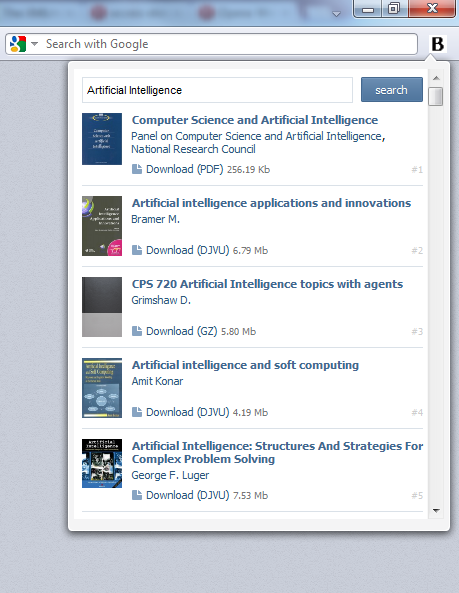 Search with Google
B
Artificial Intelligence
search
Computer Science and Artificial Intelligence
Panel on Computer Science and Artificial Intelligence,
National Research Council
Download (PDF) 256.19 Kb
#1
Artificial intelligence applications and innovations
Bramer M.
Download (DJVU) 6.79 Mb
#2
CPS 720 Artificial Intelligence topics with agents
Grimshaw D.
Download (GZ) 5.80 Mb
#3
Artificial intelligence and soft computing
Amit Konar
Download (DJVU) 4.19 Mb
#4
Artificial Intelligence: Structures And Strategies For
Complex Problem Solving
George F. Luger
Download (DJVU) 7.53 Mb
#5